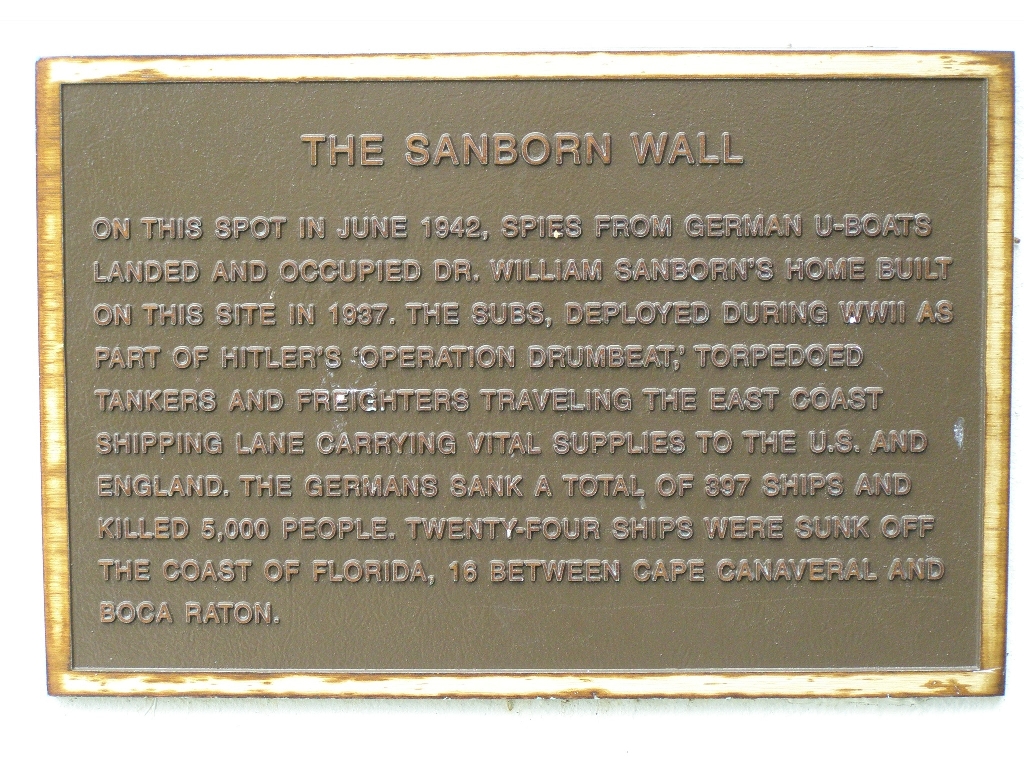 THE SANBORN WALL
ON THIS SPOT IN JUNE 1942, SPIES FROM GERMAN U-BOATS
LANDED AND OCCUPIED DR. WILLIAM SANBORN'S HOME BUILT
ON THIS SITE IN 1937. THE SUBS, DEPLOYED DURING WWII AS
PART OF HITLER'S 'OPERATION DRUMBEAT,' TORPEDOED
TANKERS AND FREIGHTERS TRAVELING THE EAST COAST
SHIPPING LANE CARRYING VITAL SUPPLIES TO THE U.S. AND
ENGLAND. THE GERMANS SANK A TOTAL OF 397 SHIPS AND
KILLED 5,000 PEOPLE. TWENTY-FOUR SHIPS WERE SUNK OFF
THE COAST OF FLORIDA, 16 BETWEEN CAPE CANAVERAL AND
BOCA RATON.